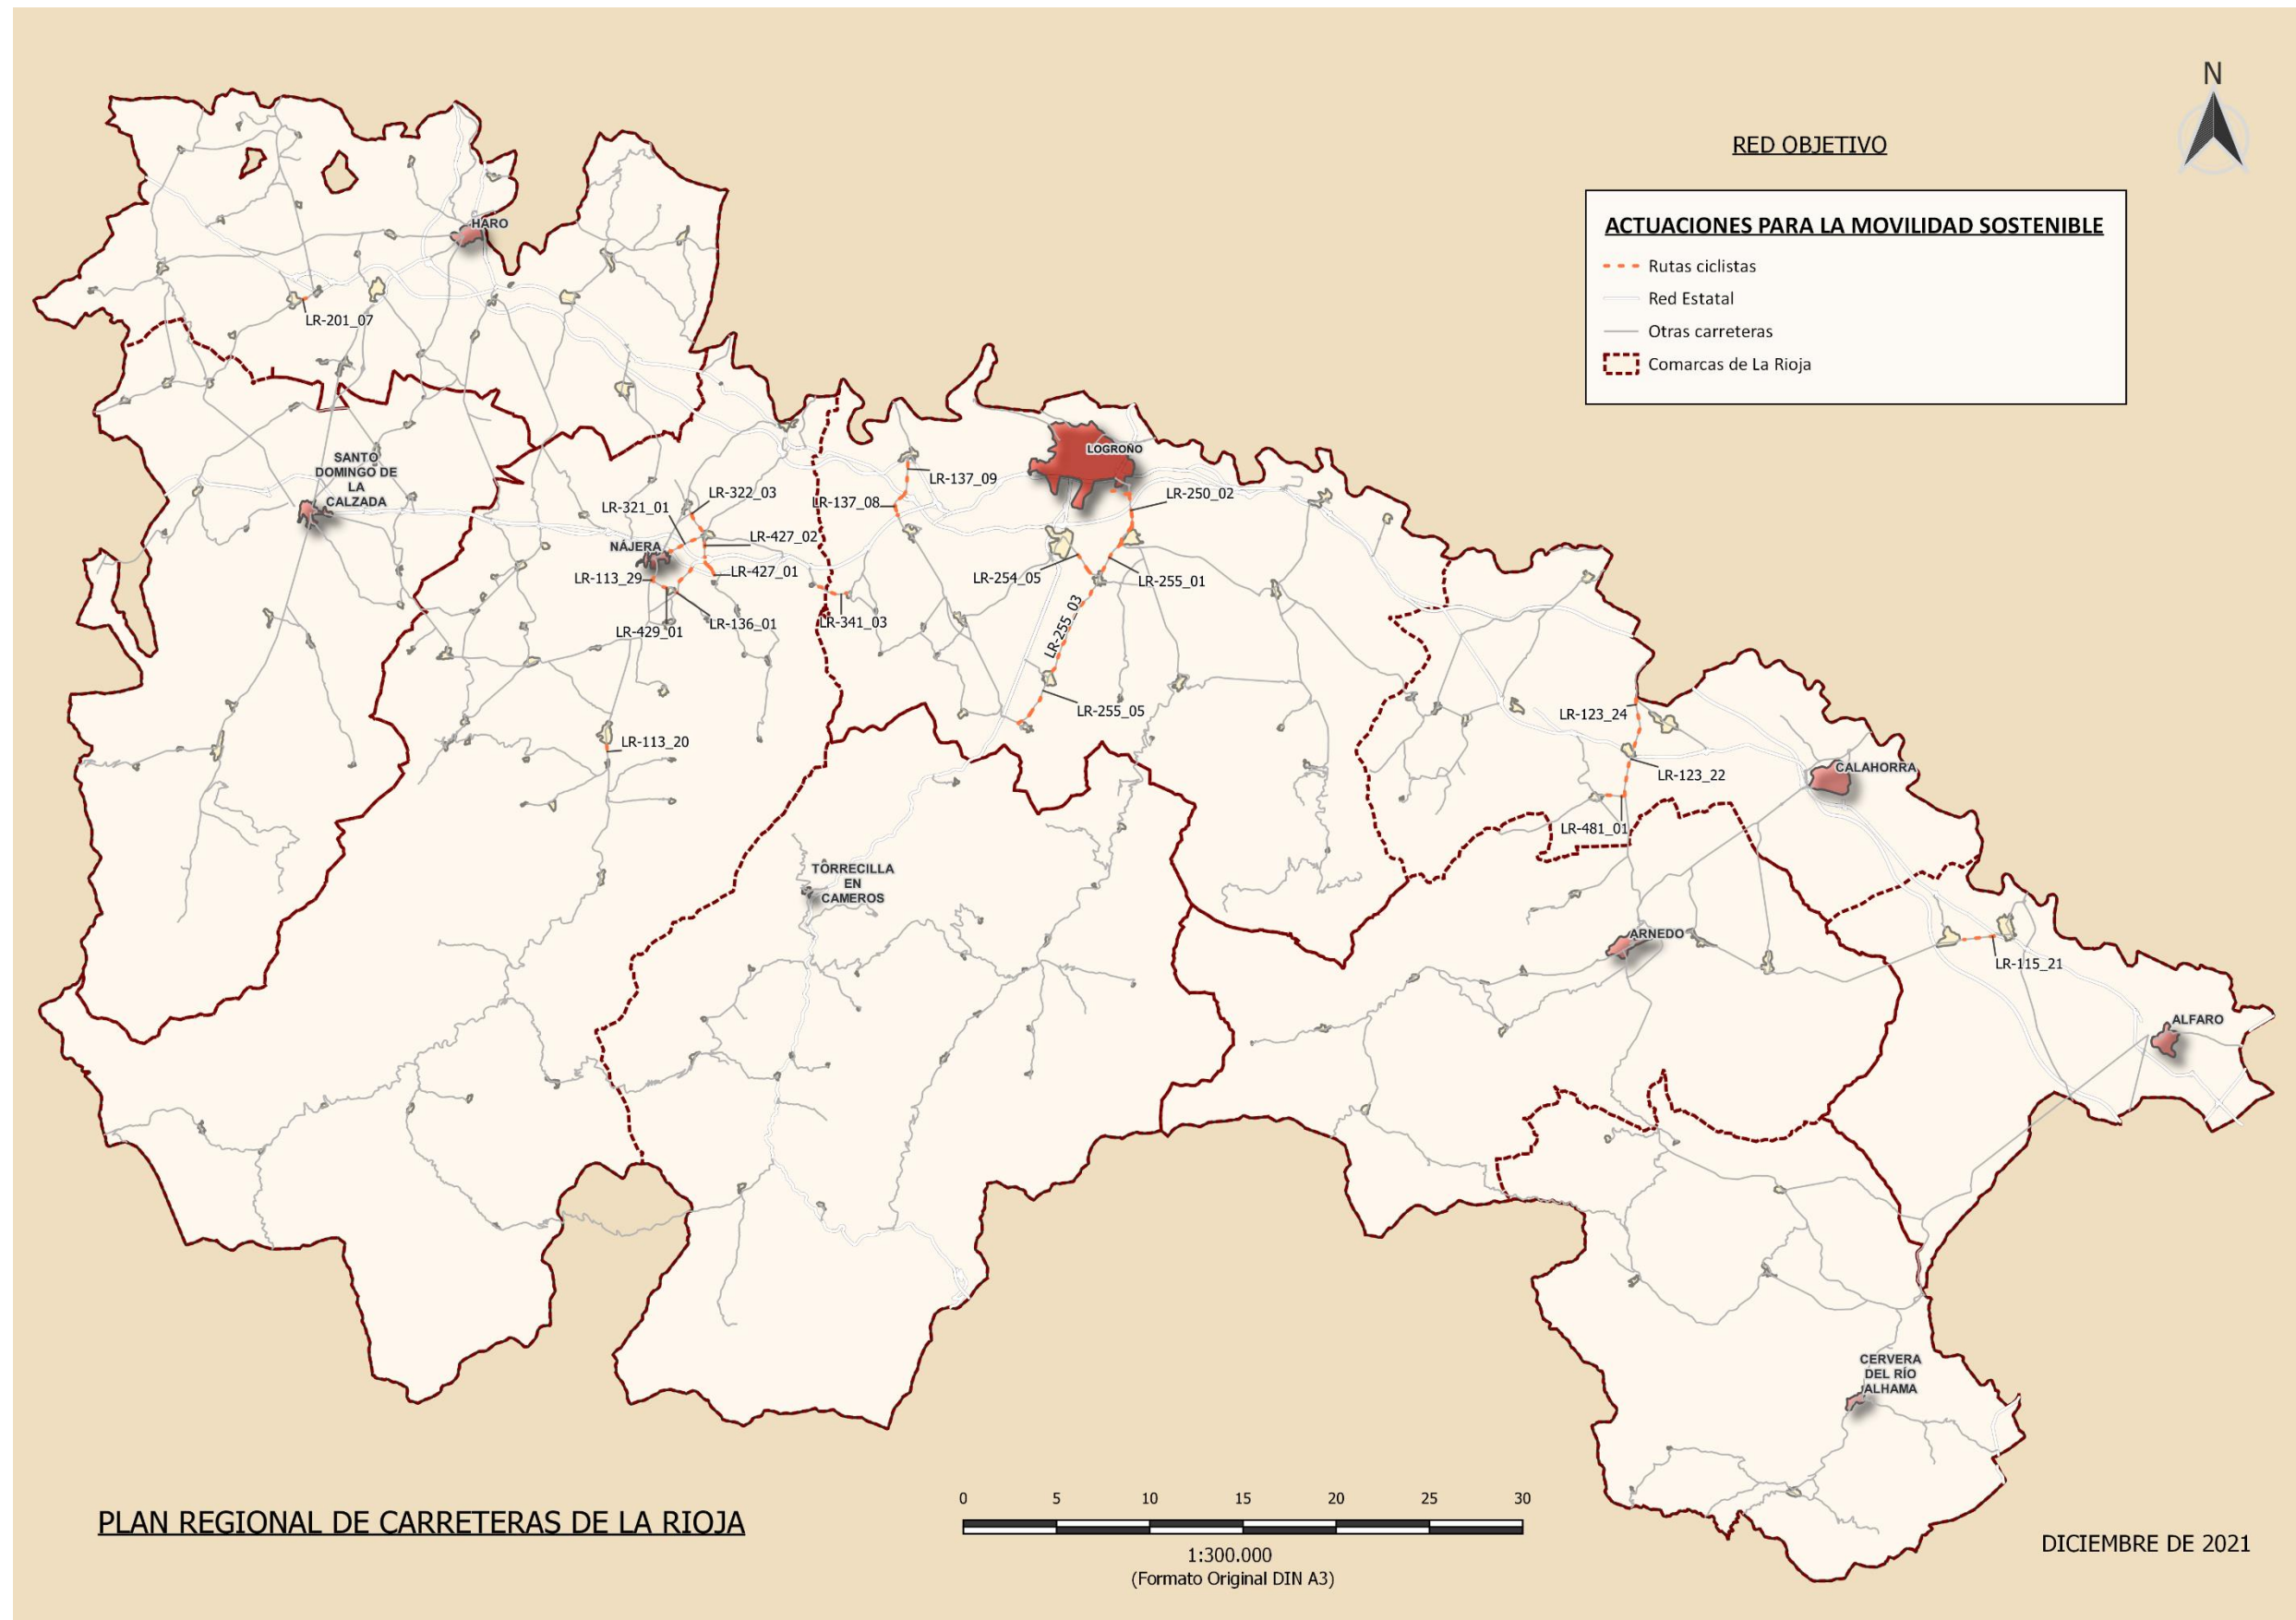 N
RED OBJETIVO
ACTUACIONES PARA LA MOVILIDAD SOSTENIBLE
Rutas ciclistas
Red Estatal
Otras carreteras
Comarcas de La Rioja
HARO
LR-201_07
SANTO
DOMINGO DE
LA
CALZADA
LOGROÑO
LR-137_09
LR-137_08
LR-250_02
LR-322_03
LR-321_01
LR-427_02
NÁJERA
LR-427_01
LR-113_29
LR-136_01
LR-429_01
LR-341_03
LR-254_05
LR-255_01
LR-255_03
LR-255_05
LR-113_20
LR-123_24
LR-123_22
CALAHORRA
LR-481_01
TORRECILLA
EN
CAMEROS
ARNEDO
LR-115_21
ALFARO
CERVERA
DEL RÍO
ALHAMA
PLAN REGIONAL DE CARRETERAS DE LA RIOJA
0 5 10 15 20 25 30
1:300.000
(Formato Original DIN A3)
DICIEMBRE DE 2021